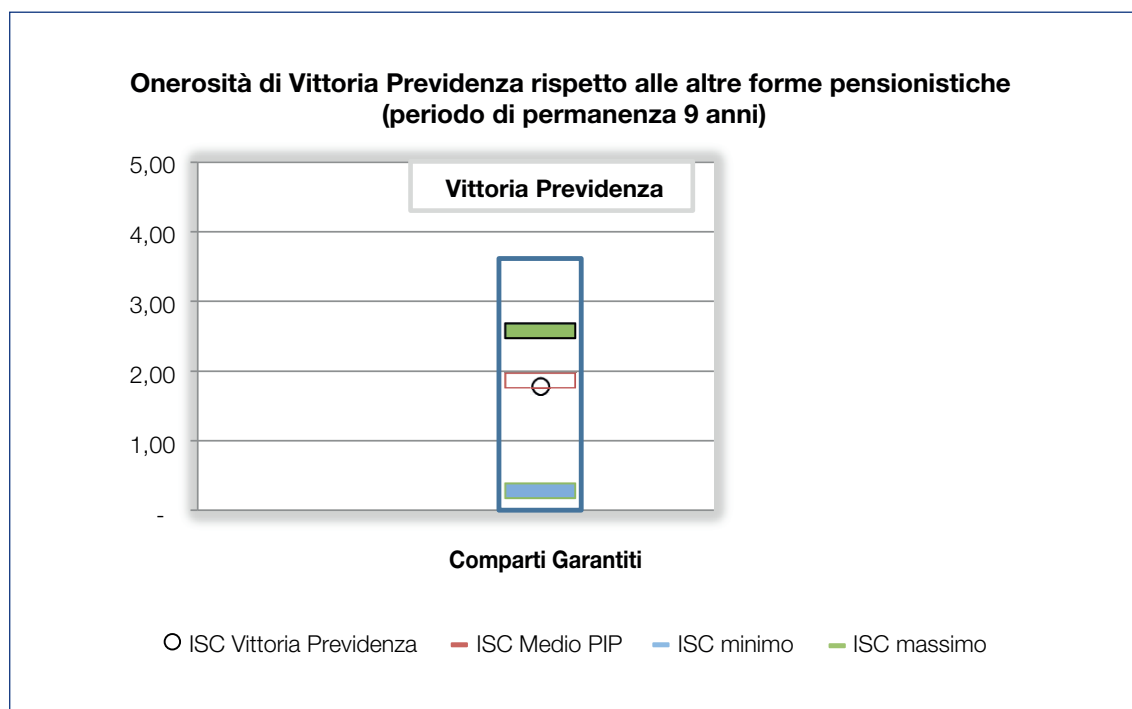 Onerosità di Vittoria Previdenza rispetto alle altre forme pensionistiche
(periodo di permanenza 9 anni)
5,00
Vittoria Previdenza
4,00
3,00
2,00
1,00
-
Comparti Garantiti
ISC Vittoria Previdenza
ISC Medio PIP
ISC minimo
ISC massimo